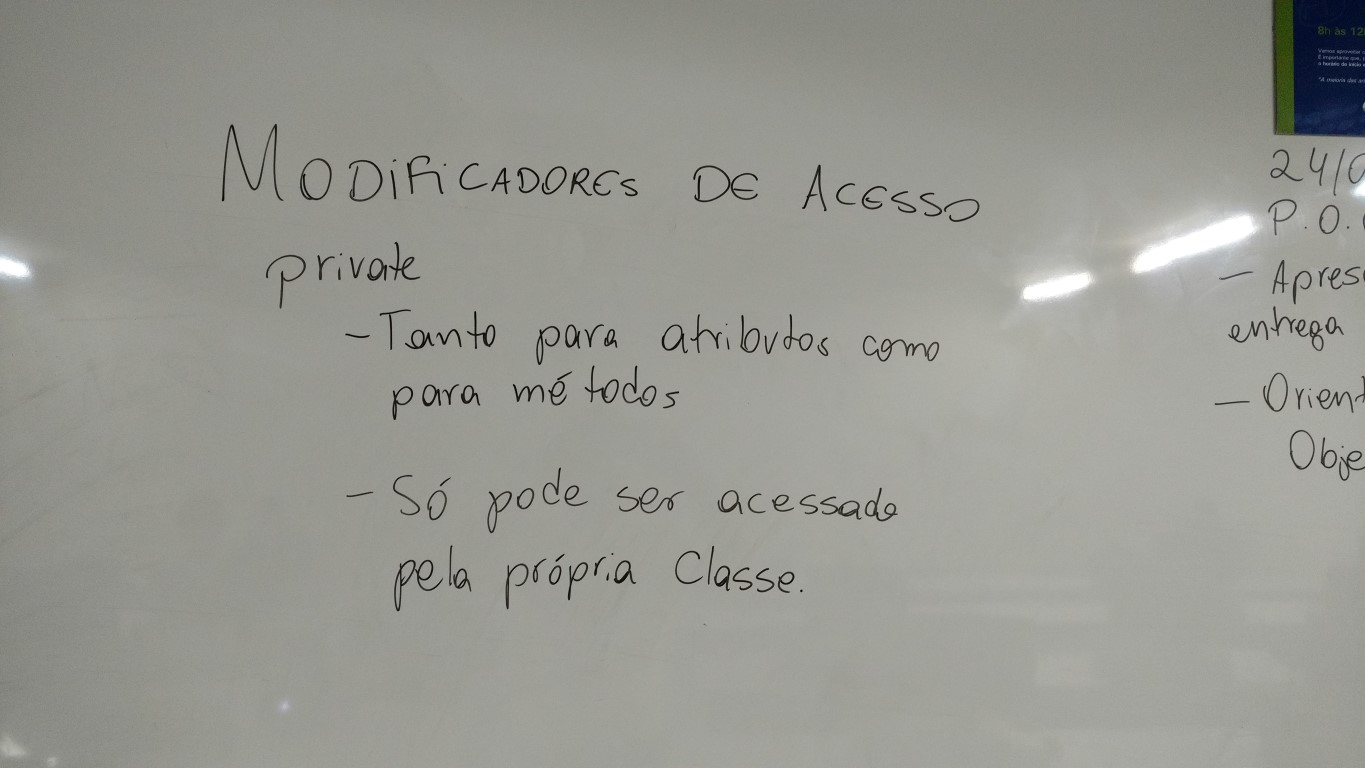 MODIFICADORES DE ACESSO
private
- Tanto para atributos como
para métodos
- Só pode ser acessado
pela própria Classe.
8h às 12
24/0
P.O.
- Apres
entrega
- Orient
Obje